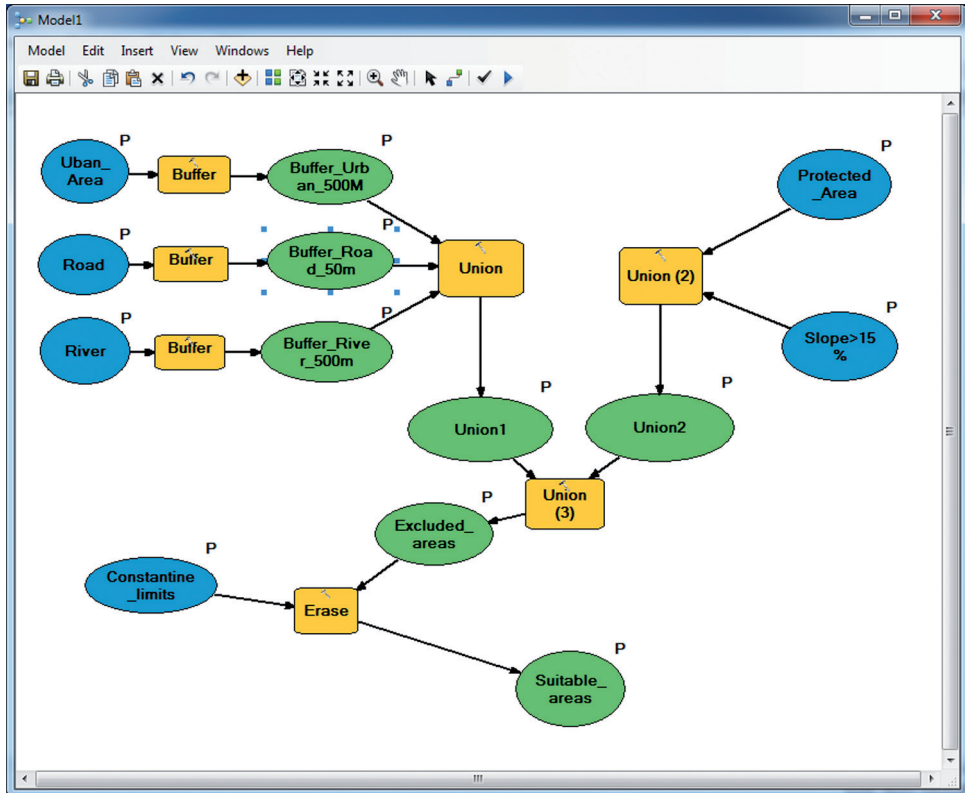 Model1
Model Edit Insert View Windows Help
P
Uban_
Area
Buffer
P
Buffer_Urb
an_500M
P
Protected
_Area
P
Road
Buffer
P
Buffer_Roa
d_50m
Union
Union (2)
P
River
Buffer
P
Buffer_Rive
r_500m
P
Slope>15
%
P
Union1
P
Union2
Union
(3)
P
Excluded_
areas
P
Constantine
_limits
Erase
P
Suitable_
areas